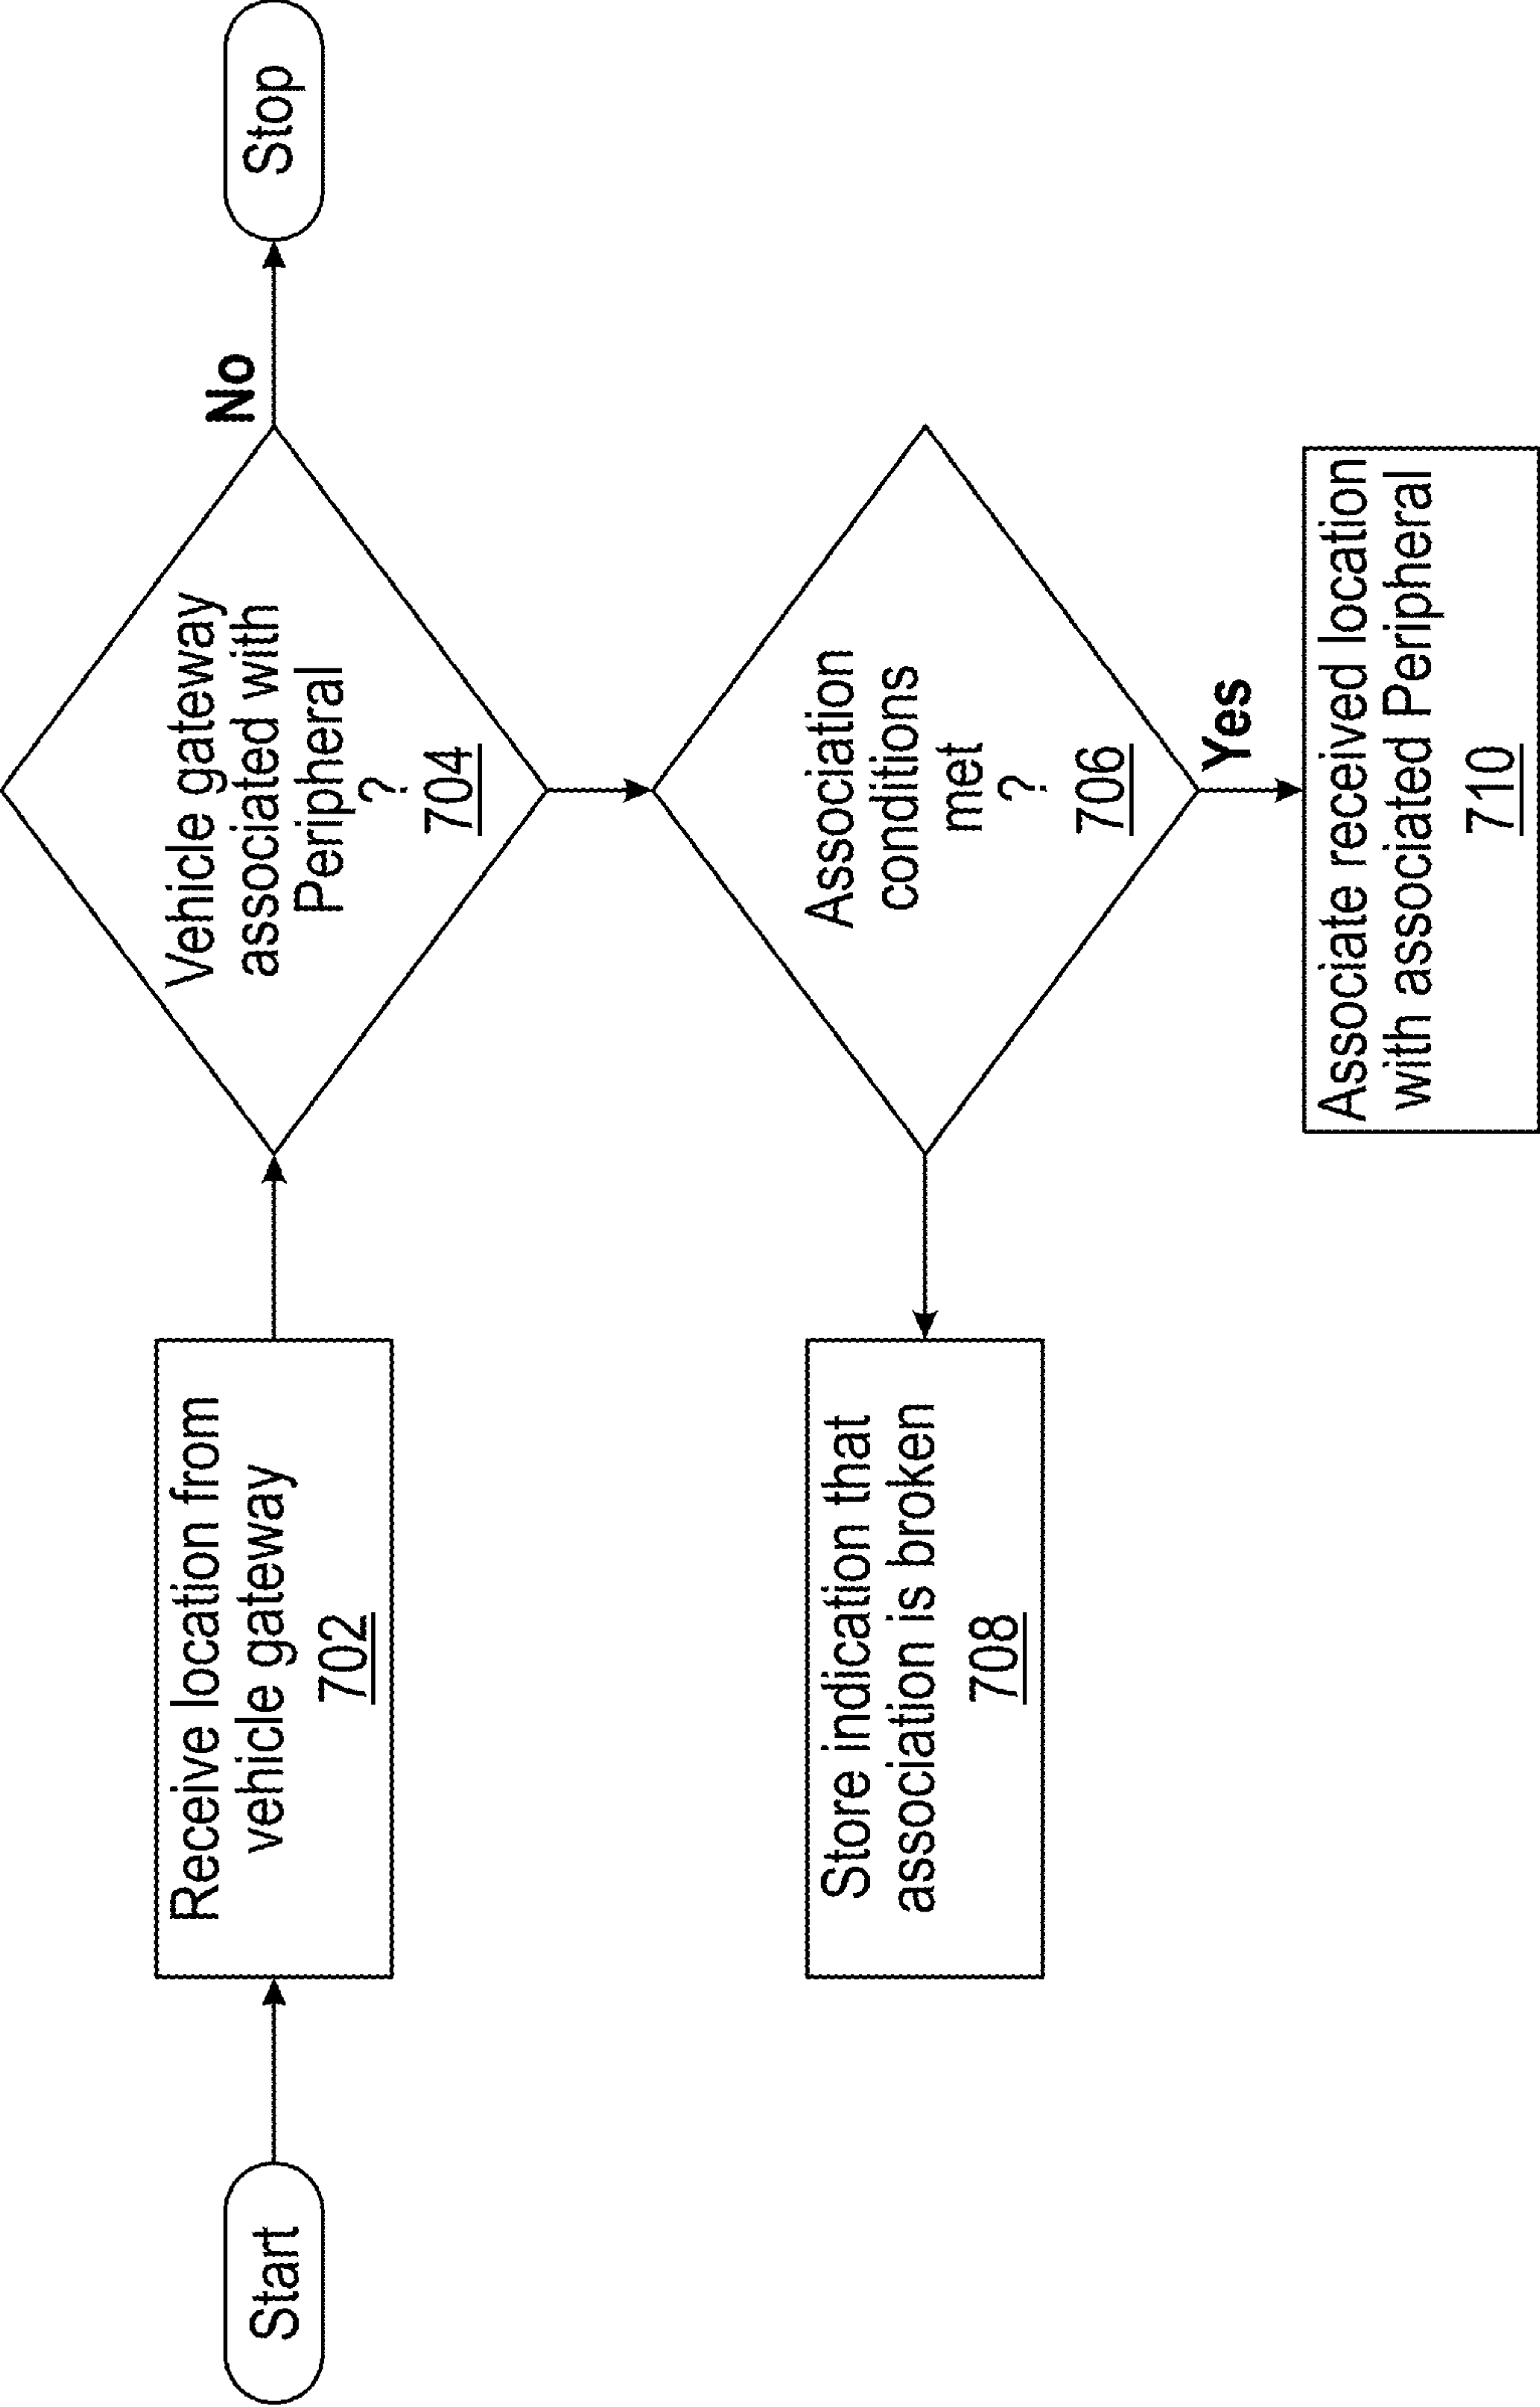 Start
Receive location from
vehicle gateway
702
Vehicle gateway
associated with
Peripheral
?
704
No
Stop
Association
conditions
met
?
706
Store indication that
association is broken
708
Yes
Associate received location
with associated Peripheral
710